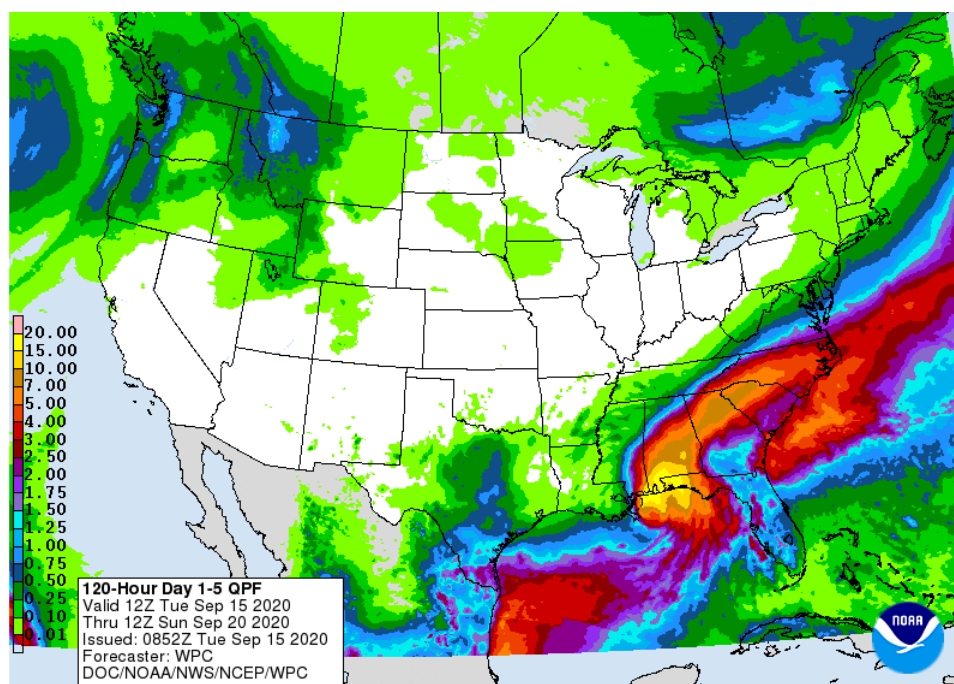 20.00
15.00
10.00
7.00
5.00
4.00
3.00
2.50
2.00
1.75
1.50
1.25
1.00
0.75
0.50
0.25
0.10
0.01
120-Hour Day 1-5 QPF
Valid 12Z Tue Sep 15 2020
Thru 12Z Sun Sep 20 2020
Issued: 0852Z Tue Sep 15 2020
Forecaster: WPC
DOC/NOAA/NWS/NCEP/WPC
NOAA